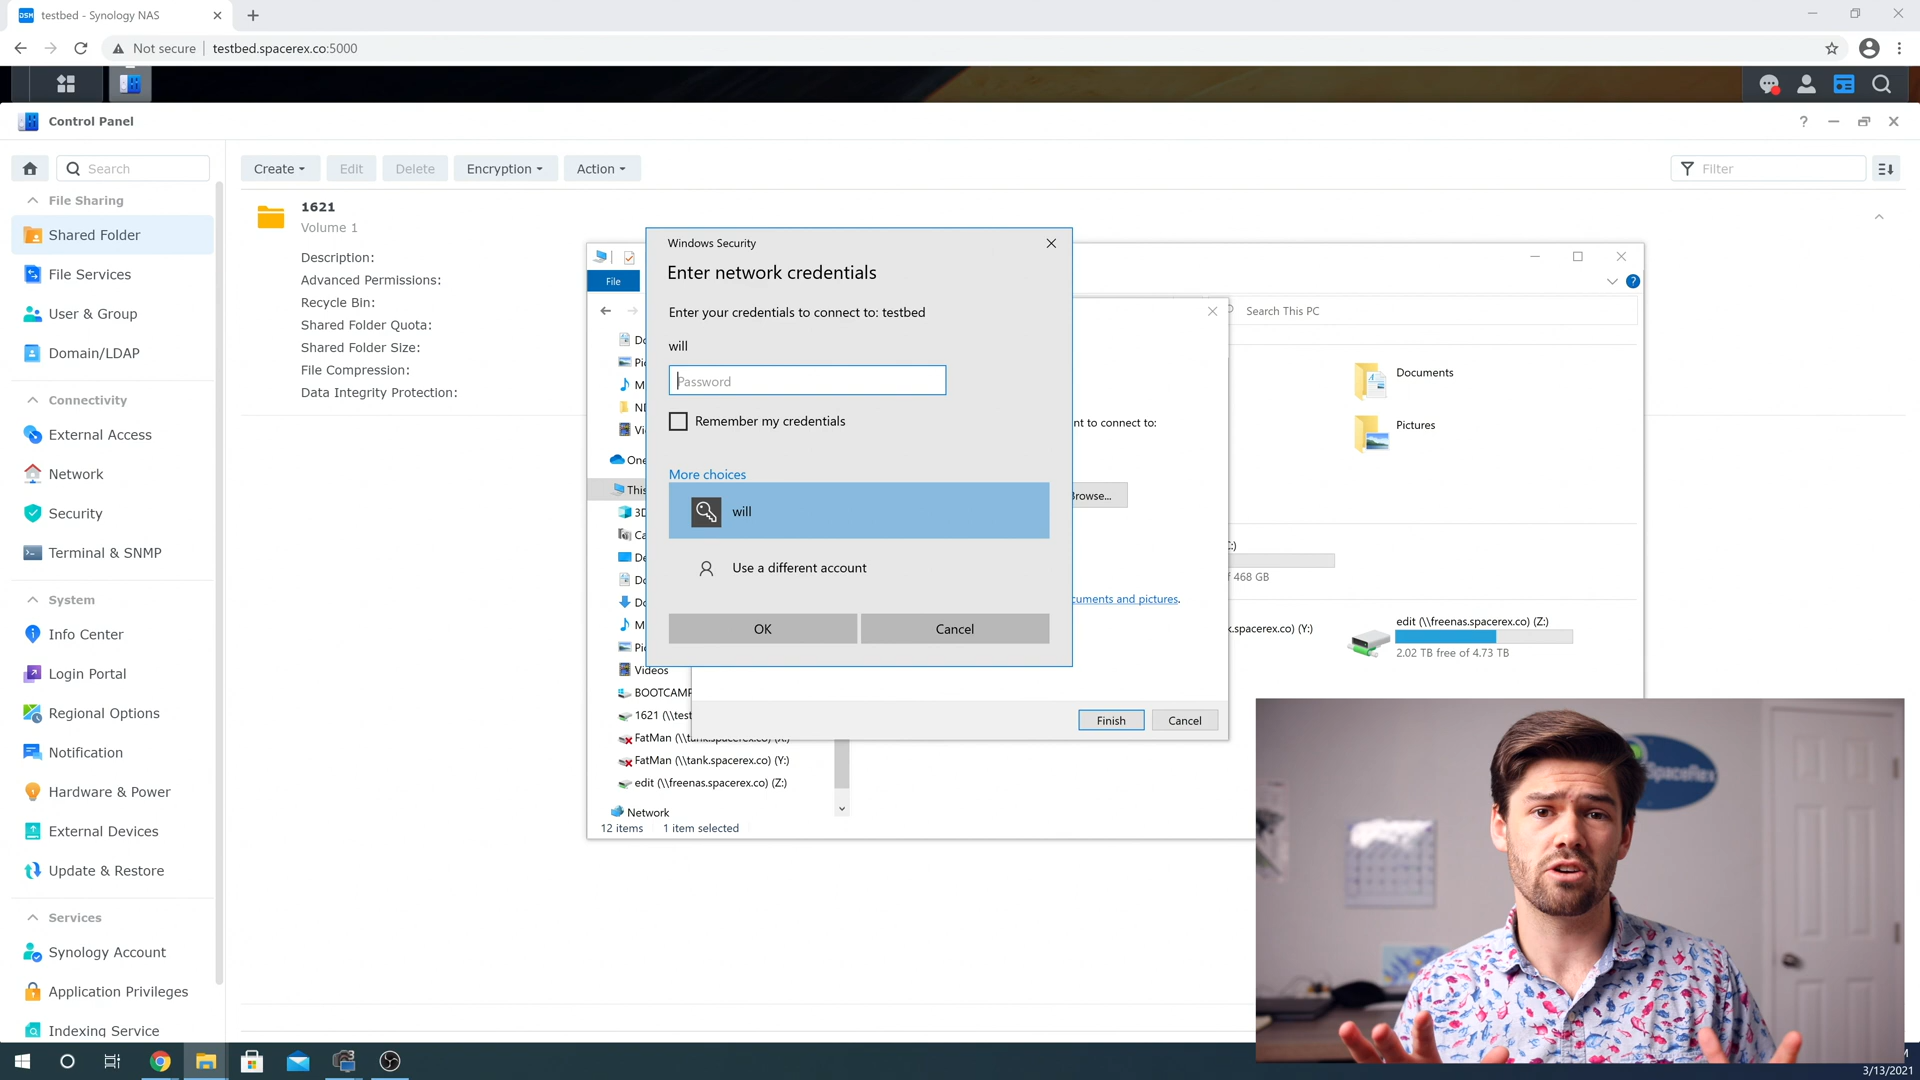 testbed - Synology NAS
Not secure
testbed.spacerex.co:5000
Control Panel
Search
Create
Edit
Delete
Encryption
Action
Filter
File Sharing
Shared Folder
File Services
User & Group
Domain/LDAP
Connectivity
External Access
Network
Security
Terminal & SNMP
System
Info Center
Login Portal
Regional Options
Notification
Hardware & Power
External Devices
Update & Restore
Services
Synology Account
Application Privileges
Indexing Service
1621
Volume 1
Description:
Advanced Permissions:
Recycle Bin:
Shared Folder Quota:
Shared Folder Size:
File Compression:
Data Integrity Protection:
File
Windows Security
Enter network credentials
Enter your credentials to connect to: testbed
will
Password
Remember my credentials
More choices
will
Use a different account
OK
Cancel
Search This PC
nt to connect to:
Browse...
cuments and pictures.
Finish
Cancel
Documents
Pictures
468 GB
k.spacerex.co) (Y:)
edit (\\freenas.spacerex.co) (Z:)
2.02 TB free of 4.73 TB
Videos
BOOTCAMP
1621 (\\test
FatMan (\\tank.spacerex.co) (X:)
FatMan (\\tank.spacerex.co) (Y:)
edit (\\freenas.spacerex.co) (Z:)
Network
12 items
1 item selected
SpaceRex
3/13/2021